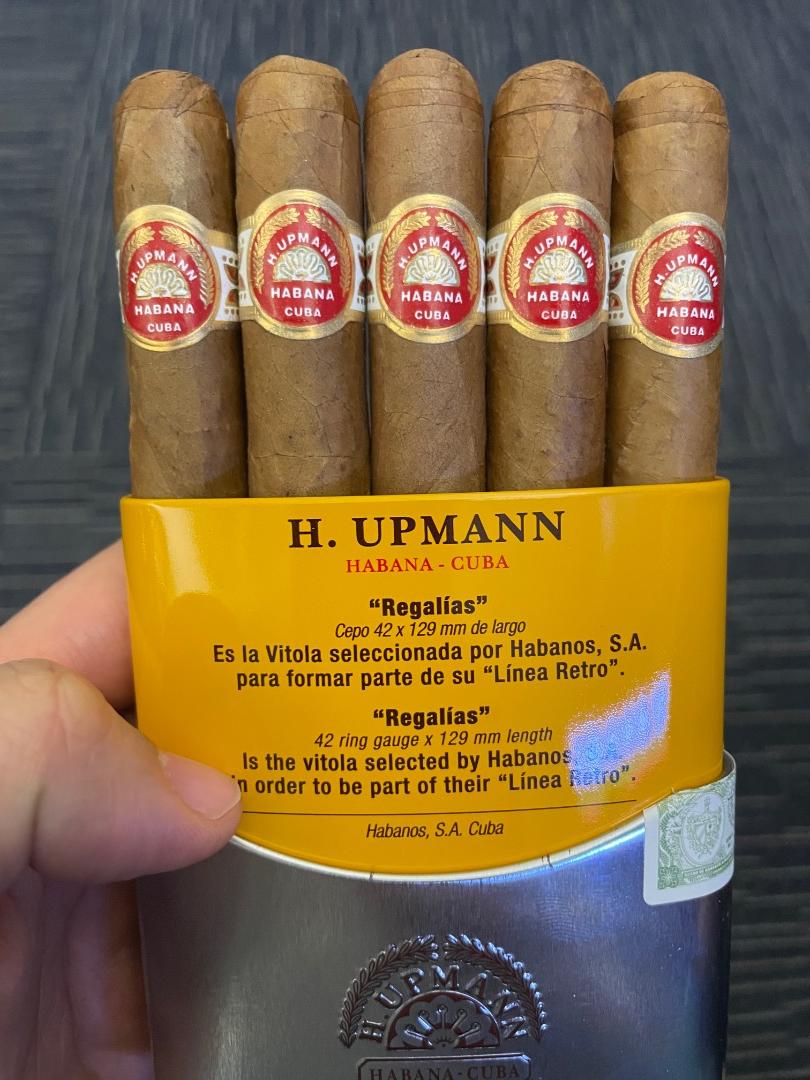 H. UPMANN
HABANA
CUBA
H. UPMANN
HABANA
CUBA
H. UPMANN
HABANA
CUBA
H. UPMANN
HABANA
CUBA
H. UPMANN
HABANA
CUBA
H. UPMANN
HABANA - CUBA
“Regalías”
Cepo 42 x 129 mm de largo
Es la Vitola seleccionada por Habanos, S.A.
para formar parte de su “Línea Retro”.
“Regalías”
42 ring gauge x 129 mm length
Is the vitola selected by Habanos, S.A.
in order to be part of their “Línea Retro”.
Habanos, S.A. Cuba
H. UPMANN
HABANA-CUBA